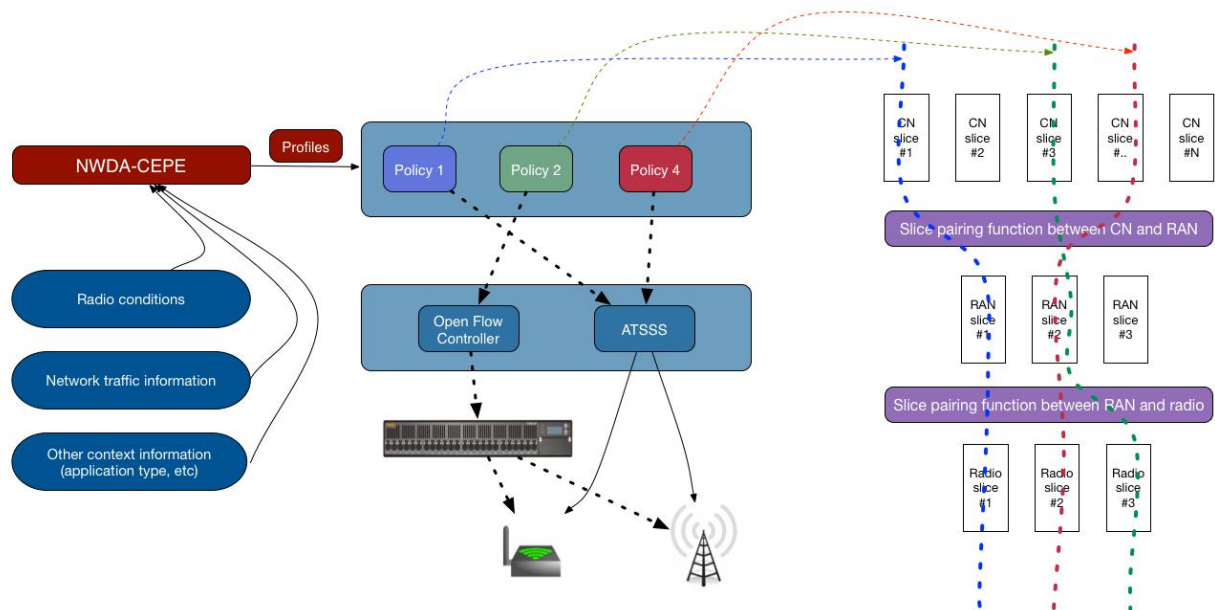 NWDA-CEPE
Profiles
Radio conditions
Network traffic information
Other context information
(application type, etc)
Policy 1
Policy 2
Policy 4
Open Flow
Controller
ATSSS
CN
slice
#1
CN
slice
#2
CN
slice
#3
CN
slice
#..
CN
slice
#N
Slice pairing function between CN and RAN
RAN
slice
#1
RAN
slice
#2
RAN
slice
#3
Slice pairing function between RAN and radio
Radio
slice
#1
Radio
slice
#2
Radio
slice
#3